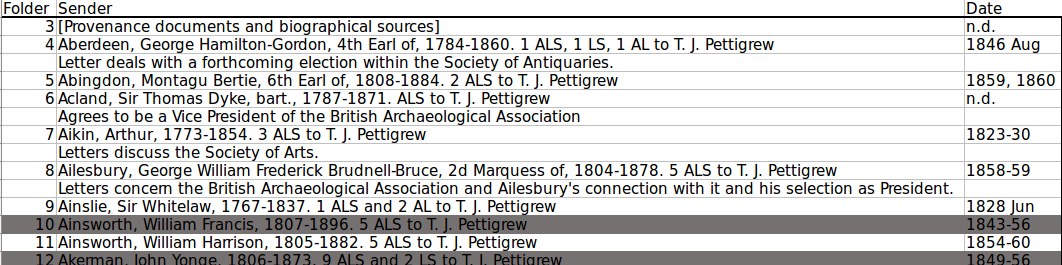 Folder Sender Date
3 [Provenance documents and biographical sources] n.d.
4 Aberdeen, George Hamilton-Gordon, 4th Earl of, 1784-1860. 1 ALS, 1 LS, 1 AL to T. J. Pettigrew 1846 Aug
Letter deals with a forthcoming election within the Society of Antiquaries.
5 Abingdon, Montagu Bertie, 6th Earl of, 1808-1884. 2 ALS to T. J. Pettigrew 1859, 1860
6 Acland, Sir Thomas Dyke, bart., 1787-1871. ALS to T. J. Pettigrew n.d.
Agrees to be a Vice President of the British Archaeological Association
7 Aikin, Arthur, 1773-1854. 3 ALS to T. J. Pettigrew 1823-30
Letters discuss the Society of Arts.
8 Ailesbury, George William Frederick Brudnell-Bruce, 2d Marquess of, 1804-1878. 5 ALS to T. J. Pettigrew 1858-59
Letters concern the British Archaeological Association and Ailesbury's connection with it and his selection as President.
9 Ainslie, Sir Whitelaw, 1767-1837. 1 ALS and 2 AL to T. J. Pettigrew 1828 Jun
10 Ainsworth, William Francis, 1807-1896. 5 ALS to T. J. Pettigrew 1843-56
11 Ainsworth, William Harrison, 1805-1882. 5 ALS to T. J. Pettigrew 1854-60
12 Akerman, John Yonge, 1806-1873. 9 ALS and 2 LS to T. J. Pettigrew 1849-56